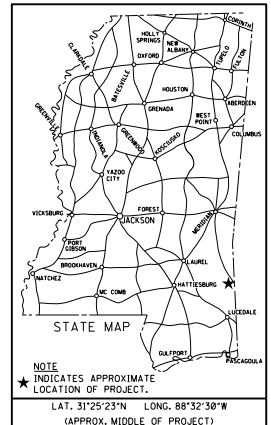 CORINTH
HOLLY
SPRINGS
NEW
ALBANY
CLARKSDALE
OXFORD
TUPELO
FULTON
BATESVILLE
HOUSTON
ABERDEEN
GREENVILLE
GRENADA
WEST
POINT
COLUMBUS
INDIANOLA
GREENWOOD
KOSCIUSKO
YAZOO
CITY
VICKSBURG
JACKSON
FOREST
MERIDIAN
PORT
GIBSON
BROOKHAVEN
LAUREL
NATCHEZ
MC COMB
HATTIESBURG
LUCEDALE
STATE MAP
GULFPORT
PASCAGOULA
NOTE
★ INDICATES APPROXIMATE
LOCATION OF PROJECT.
LAT. 31°25'23"N LONG. 88°32'30"W
(APPROX. MIDDLE OF PROJECT)